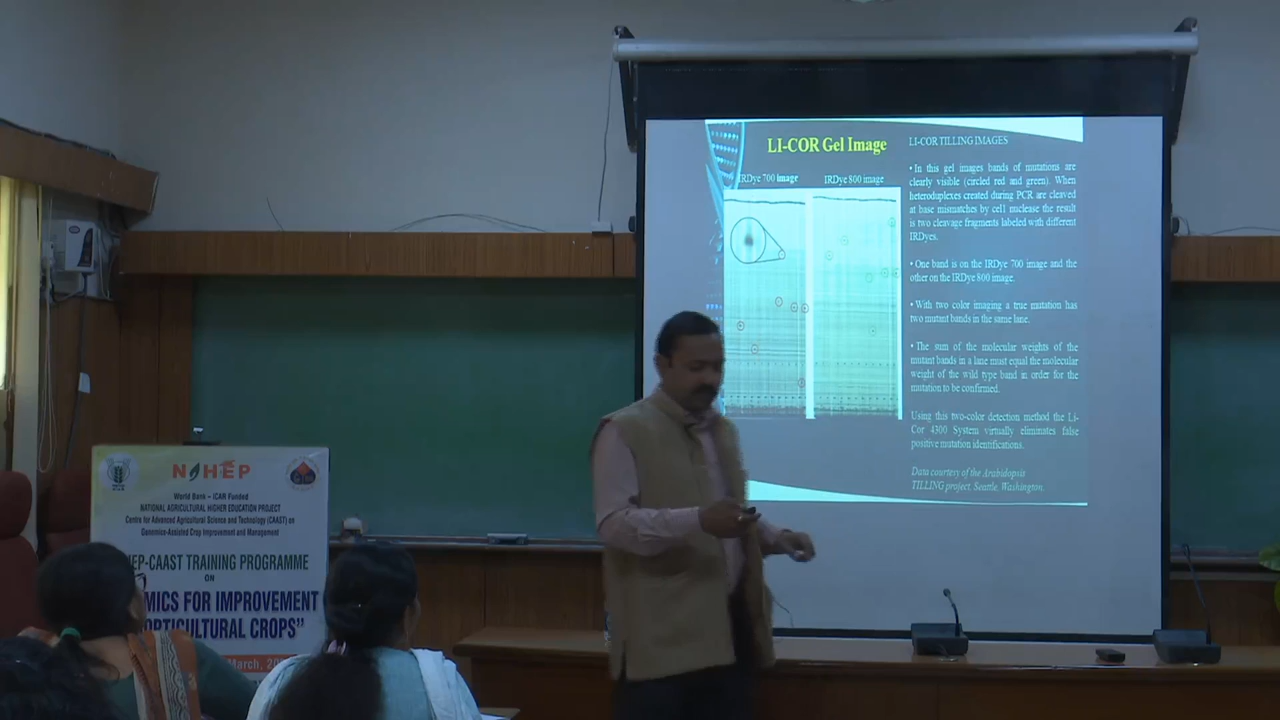 LI-COR Gel Image
IRDye 700 image
IRDye 800 image
LI-COR TILLING IMAGES
• In this gel images bands of mutations are
clearly visible (circled red and green). When
heteroduplexes created during PCR are cleaved
at base mismatches by cel1 nuclease the result
is two cleavage fragments labeled with different
IRDyes.
• One band is on the IRDye 700 image and the
other on the IRDye 800 image.
• With two color imaging a true mutation has
two mutant bands in the same lane.
• The sum of the molecular weights of the
mutant bands in a lane must equal the molecular
weight of the wild type band in order for the
mutation to be confirmed.
Using this two-color detection method the Li-
Cor 4300 System virtually eliminates false
positive mutation identifications.
Data courtesy of the Arabidopsis
TILLING project, Seattle, Washington.
NAHEP
World Bank – ICAR Funded
NATIONAL AGRICULTURAL HIGHER EDUCATION PROJECT
Centre for Advanced Agricultural Science and Technology (CAAST) on
Genomics-Assisted Crop Improvement and Management
EP-CAAST TRAINING PROGRAMME
ON
MICS FOR IMPROVEMENT
ORTICULTURAL CROPS"
March, 20